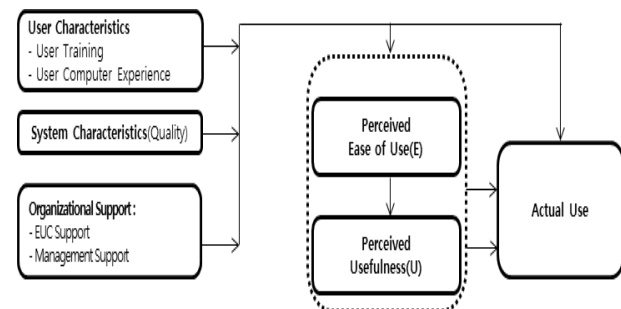 User Characteristics
- User Training
- User Computer Experience
System Characteristics(Quality)
Organizational Support :
- EUC Support
- Management Support
Perceived
Ease of Use(E)
Perceived
Usefulness(U)
Actual Use